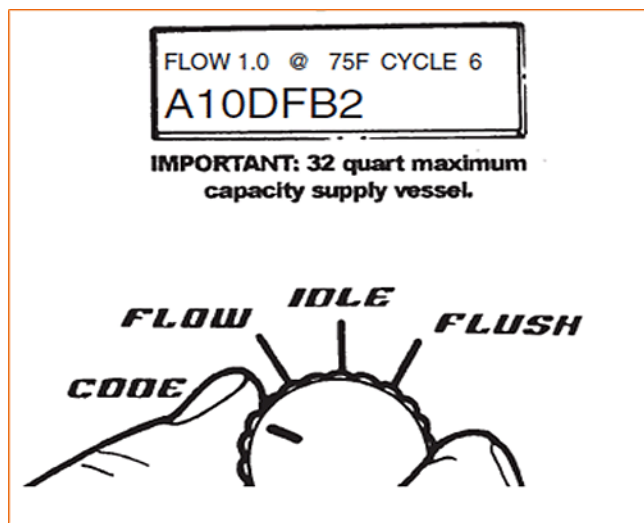 FLOW 1.0 @ 75F CYCLE 6
A10DFB2
IMPORTANT: 32 quart maximum
capacity supply vessel.
IDLE
FLOW
FLUSH
CODE